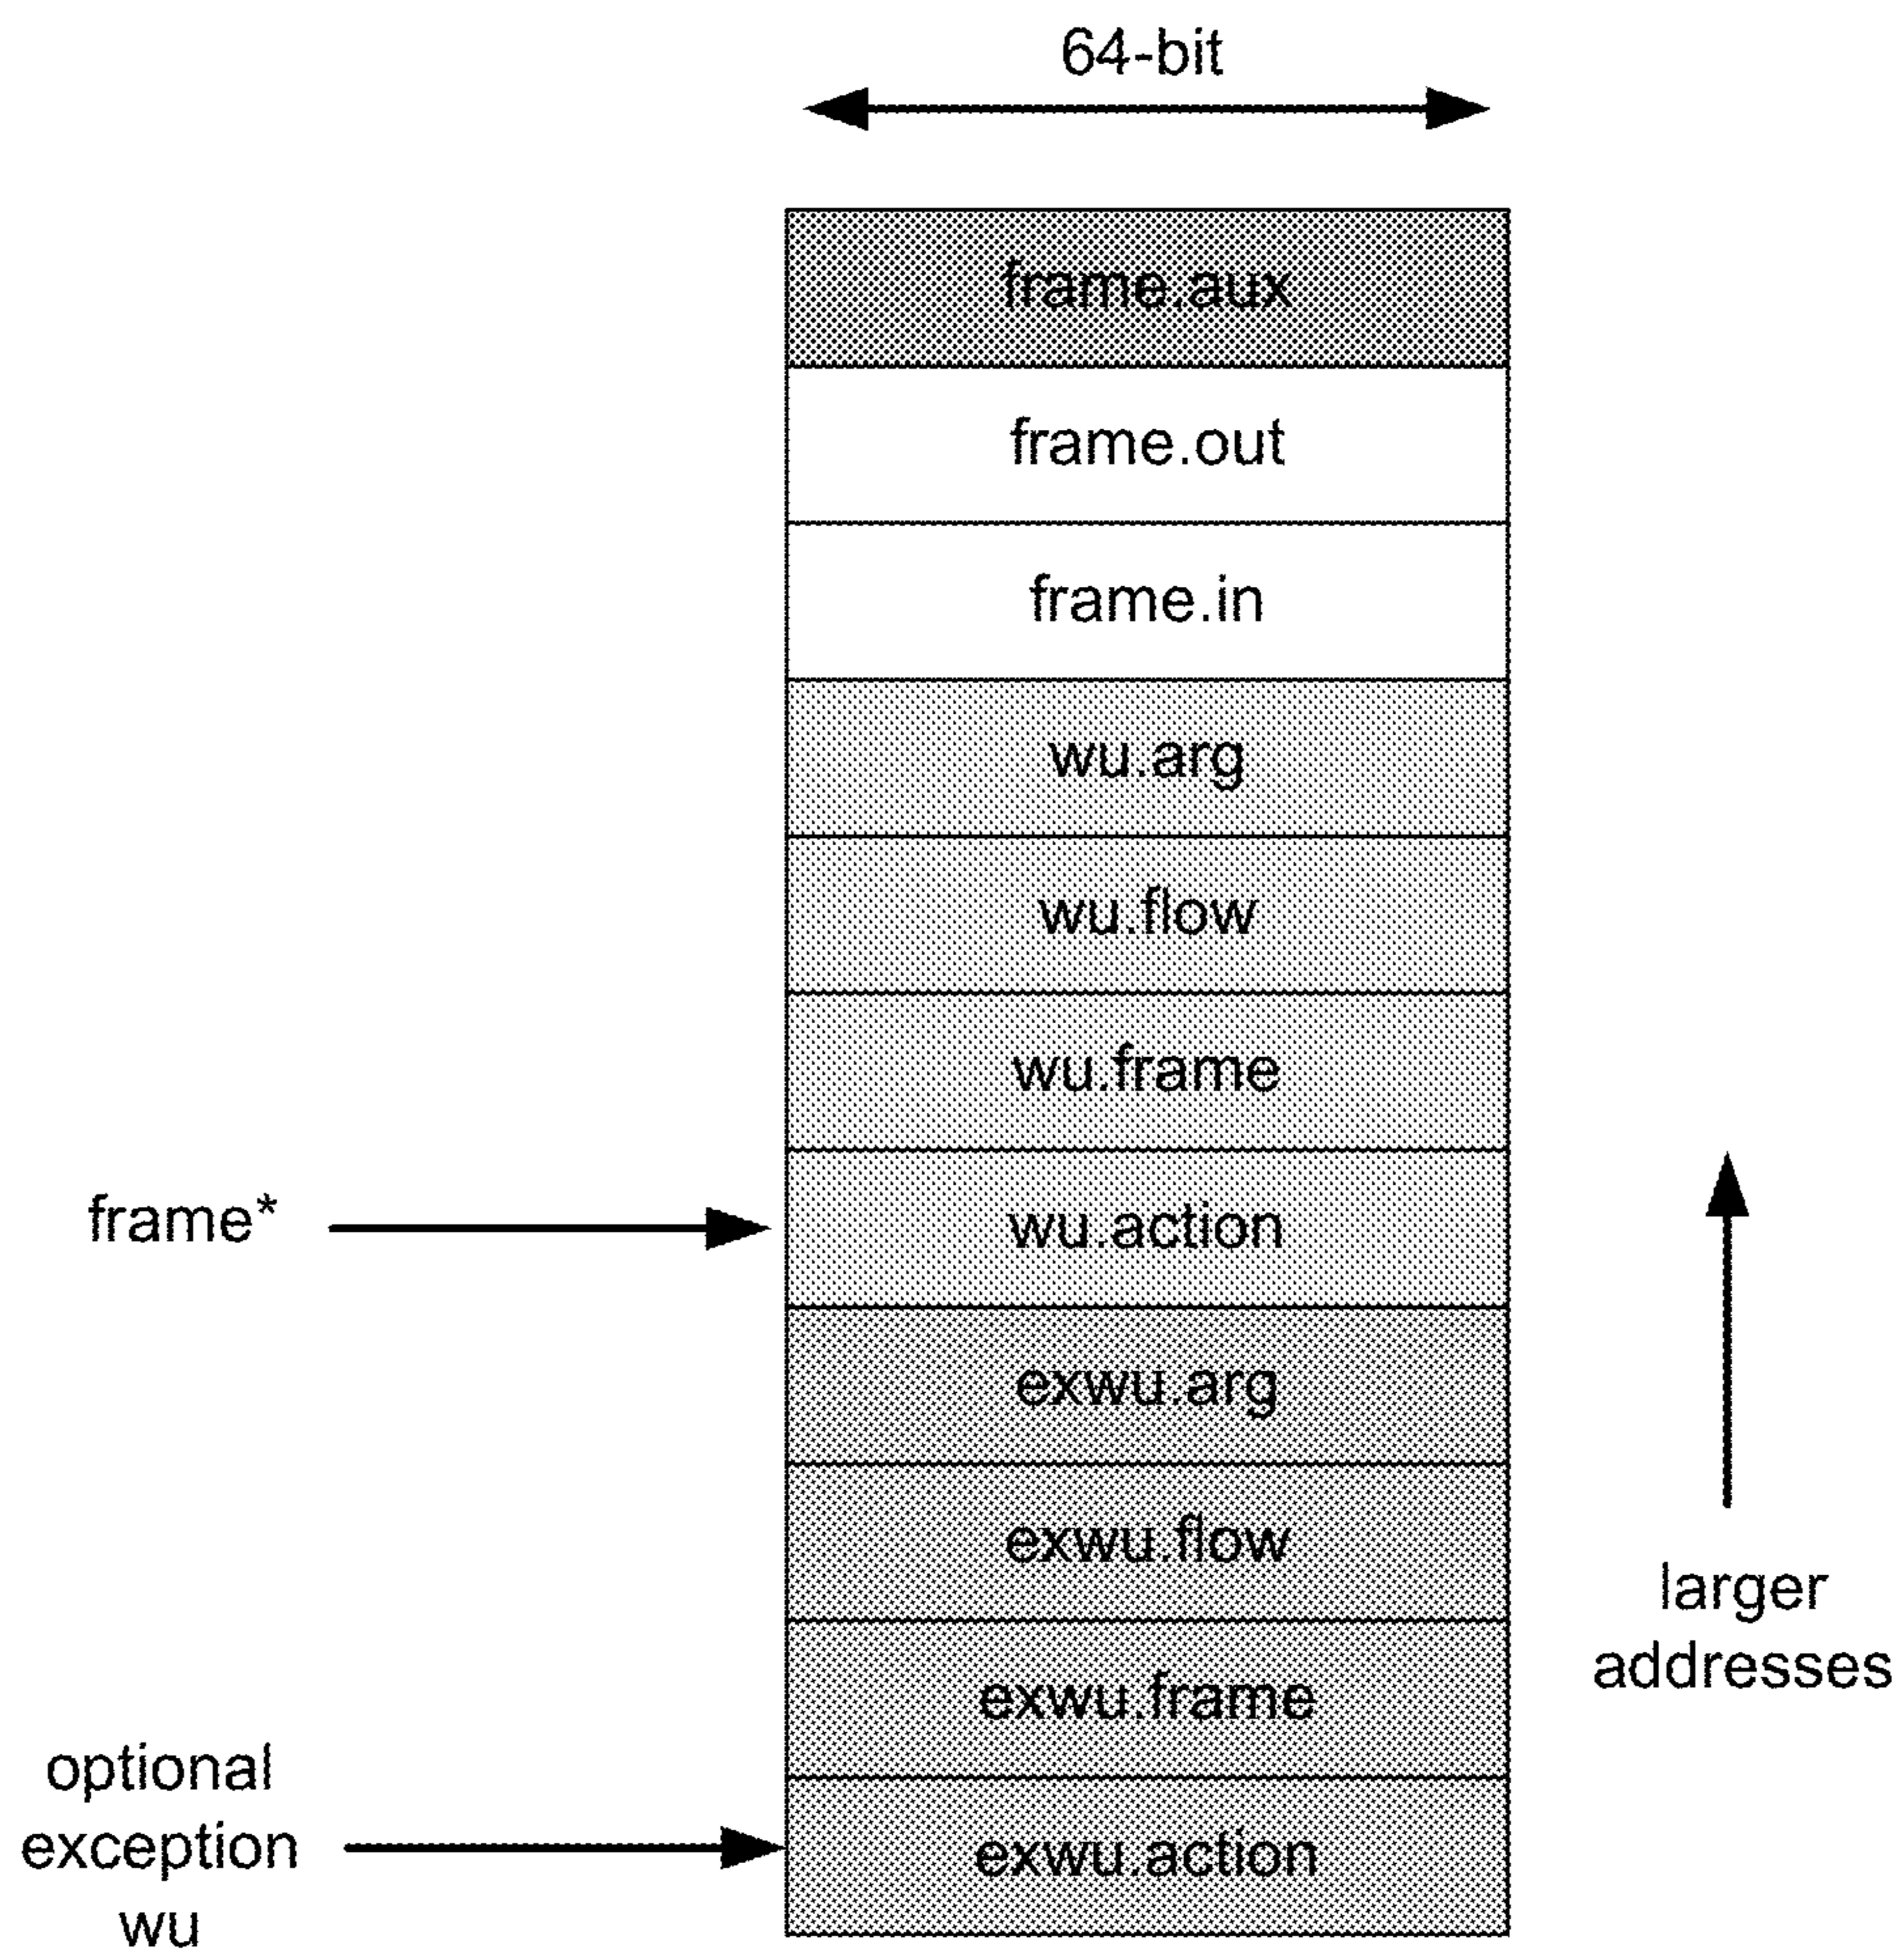 64-bit
frame.aux
frame.out
frame.in
wu.arg
wu.flow
wu.frame
frame*
wu.action
exwu.arg
exwu.flow
larger
addresses
exwu.frame
optional
exception
wu
exwu.action